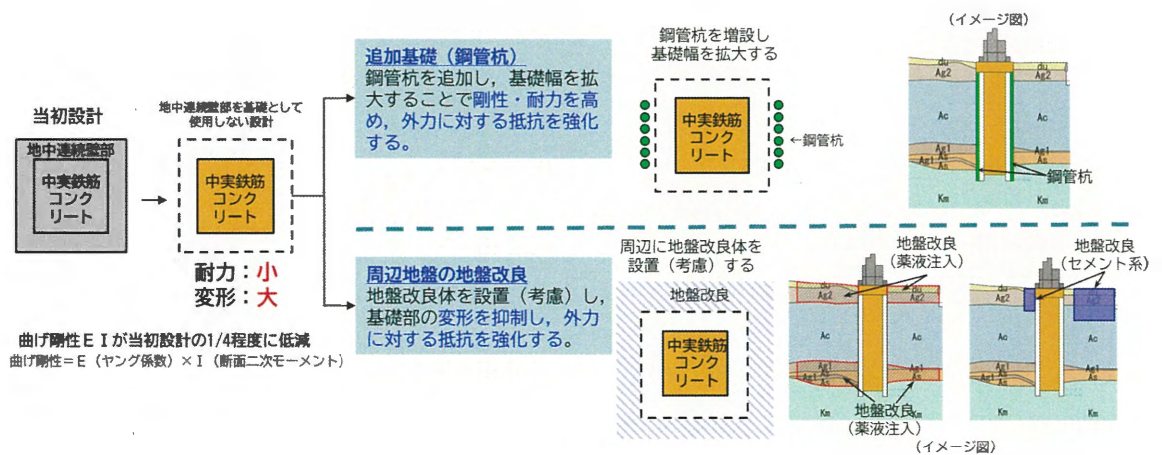 当初設計
地中連続壁部
中実鉄筋
コンク
リート
地中連続壁部を基礎として
使用しない設計
中実鉄筋
コンク
リート
耐力：小
変形：大
曲げ剛性ＥＩが当初設計の1/4程度に低減
曲げ剛性＝Ｅ（ヤング係数）×Ｉ（断面二次モーメント）
追加基礎（鋼管杭）
鋼管杭を追加し，基礎幅を拡
大することで剛性・耐力を高
め，外力に対する抵抗を強化
する。
鋼管杭を増設し
基礎幅を拡大する
中実鉄筋
コンク
リート
←鋼管杭
（イメージ図）
du
Ag2
Ag2
Ac
Ac
Ag1
As
Ag1
As
鋼管杭
Km
Km
周辺地盤の地盤改良
地盤改良体を設置（考慮）し，
基礎部の変形を抑制し，外力
に対する抵抗を強化する。
周辺に地盤改良体を
設置（考慮）する
地盤改良
中実鉄筋
コンク
リート
地盤改良
（薬液注入）
du
Ag2
Ag2
Ac
Ac
Ag1
As
Ag1
As
Km
Km
地盤改良
（薬液注入）
地盤改良
（セメント系）
du
Ag2
Ac
Ac
Ag1
As
Ag1
As
Km
Km
（イメージ図）